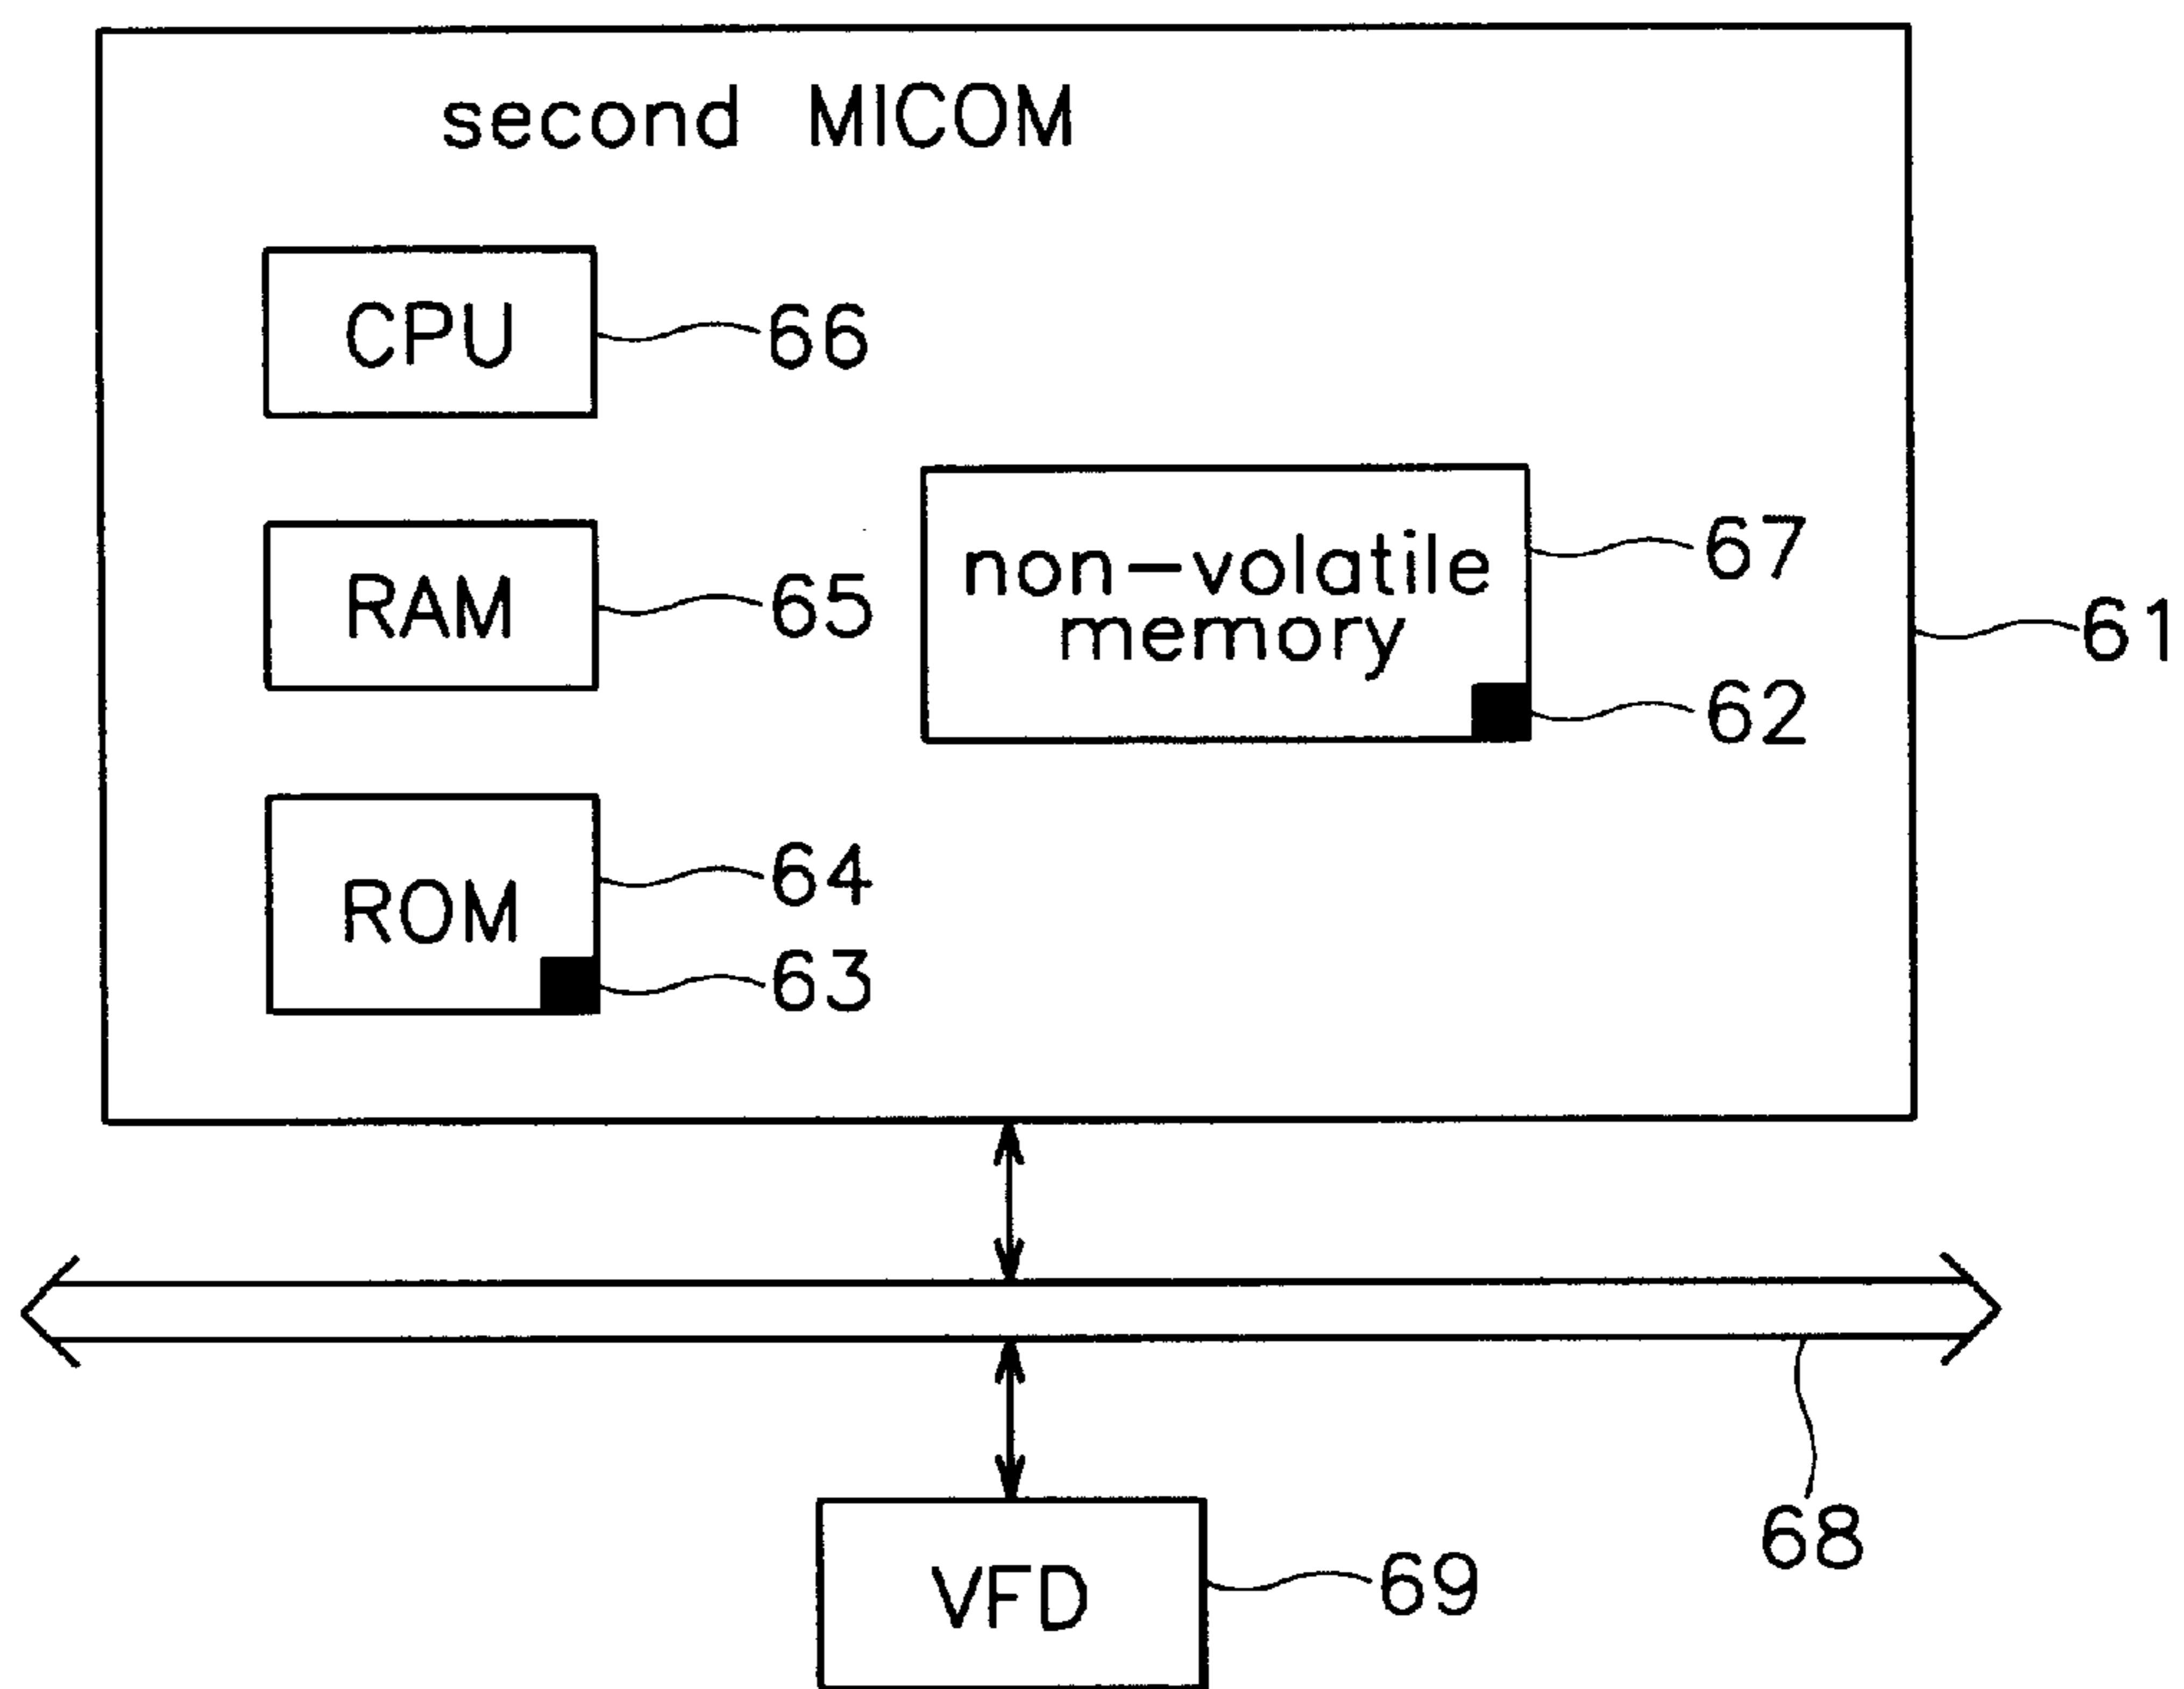 second MICOM
CPU
66
RAM
65
non-volatile
memory
67
61
62
ROM
64
63
68
VFD
69